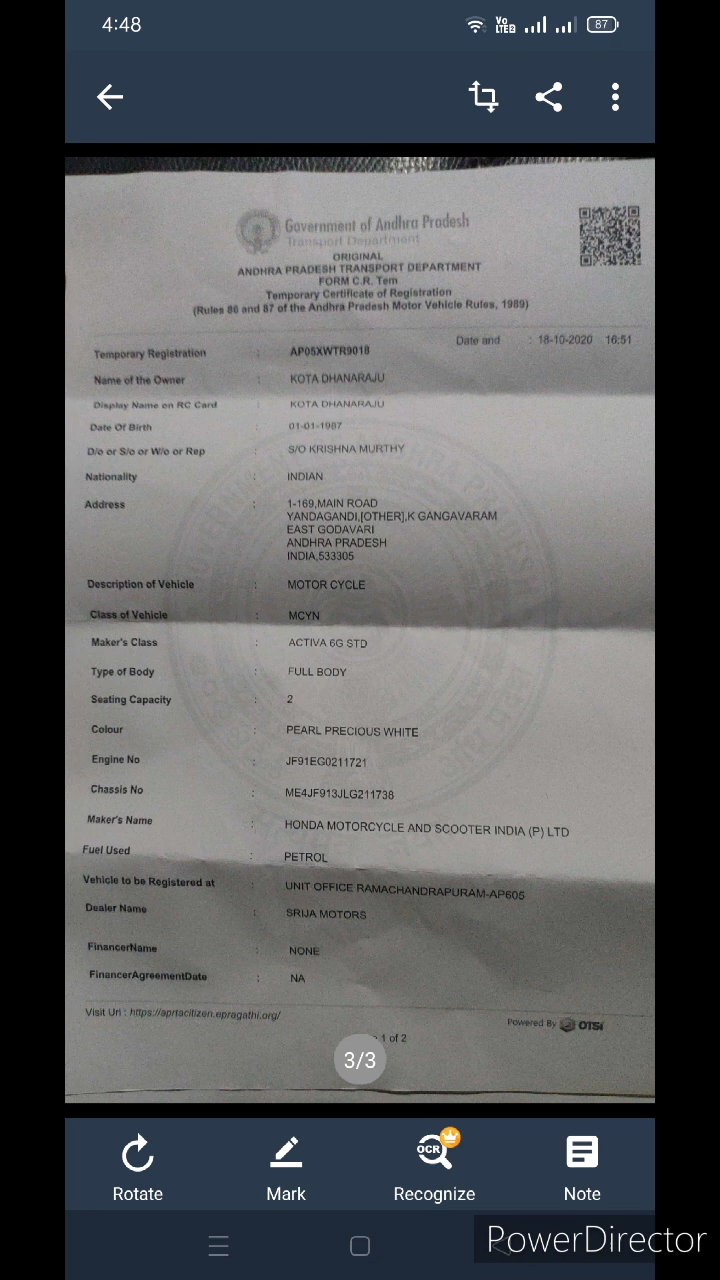 4:48
Vo LTE2
87
Government of Andhra Pradesh
Transport Department
ORIGINAL
ANDHRA PRADESH TRANSPORT DEPARTMENT
FORM C.R. Tem
Temporary Certificate of Registration
(Rules 86 and 87 of the Andhra Pradesh Motor Vehicle Rules, 1989)
Date and : 18-10-2020 16:51
Temporary Registration : AP05XWTR9018
Name of the Owner : KOTA DHANARAJU
Display Name on RC Card : KOTA DHANARAJU
Date Of Birth : 01-01-1987
D/o or S/o or W/o or Rep : S/O KRISHNA MURTHY
Nationality : INDIAN
Address : 1-169,MAIN ROAD
YANDAGANDI,[OTHER],K GANGAVARAM
EAST GODAVARI
ANDHRA PRADESH
INDIA,533305
Description of Vehicle : MOTOR CYCLE
Class of Vehicle : MCYN
Maker's Class : ACTIVA 6G STD
Type of Body : FULL BODY
Seating Capacity : 2
Colour : PEARL PRECIOUS WHITE
Engine No : JF91EG0211721
Chassis No : ME4JF913JLG211738
Maker's Name : HONDA MOTORCYCLE AND SCOOTER INDIA (P) LTD
Fuel Used : PETROL
Vehicle to be Registered at : UNIT OFFICE RAMACHANDRAPURAM-AP605
Dealer Name : SRIJA MOTORS
FinancerName : NONE
FinancerAgreementDate : NA
Visit Url : https://aprtacitizen.epragathi.org/
Powered By OTSi
1 of 2
3/3
OCR
Rotate Mark Recognize Note
PowerDirector